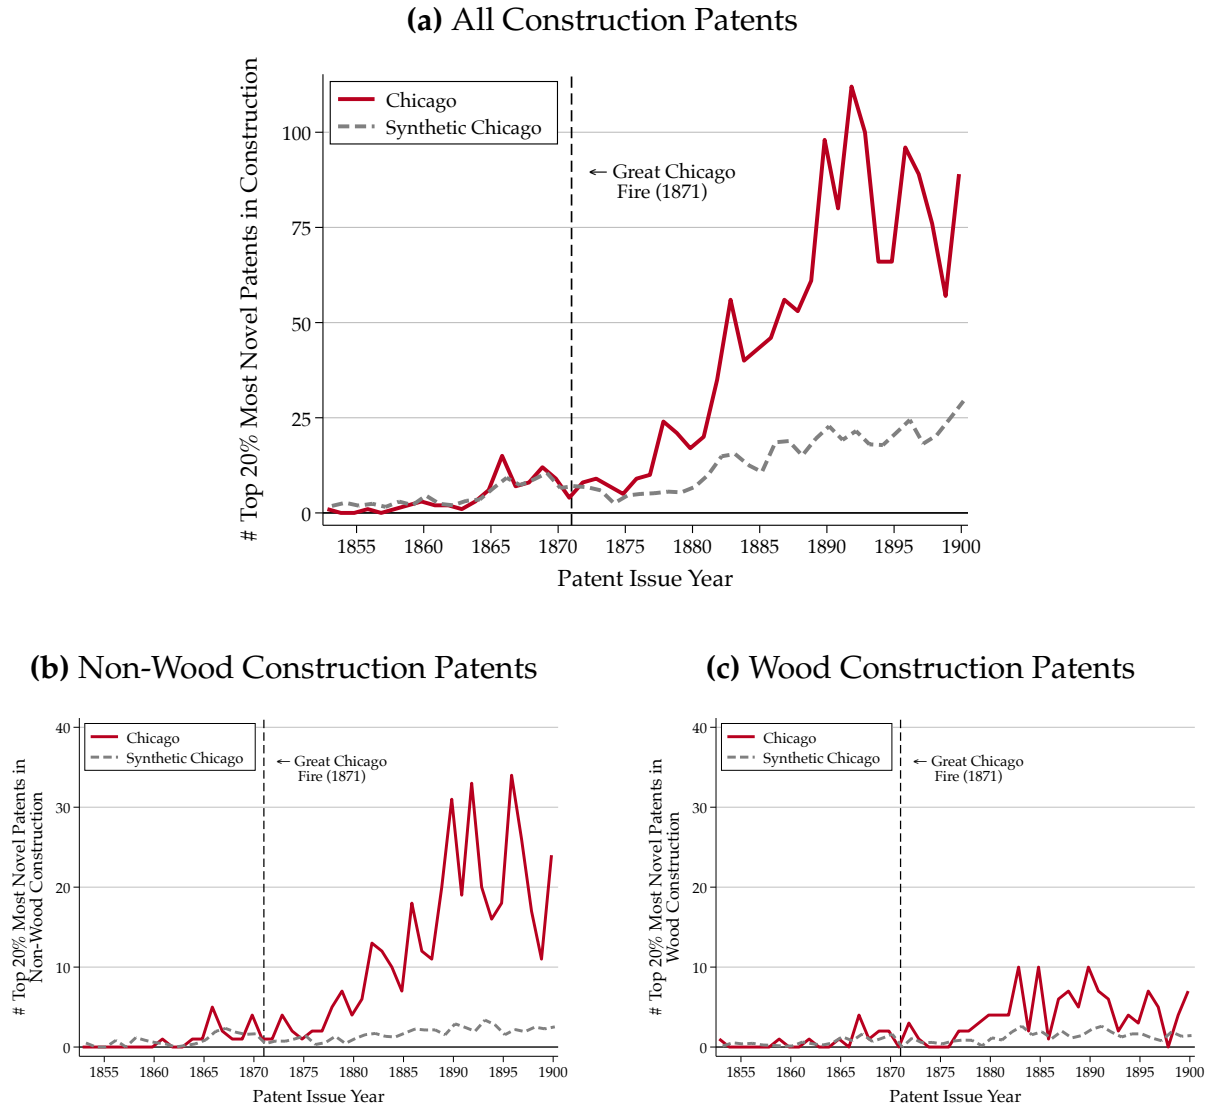 (a) All Construction Patents
# Top 20% Most Novel Patents in Construction
100
75
50
25
0
Chicago
Synthetic Chicago
← Great Chicago
Fire (1871)
1855 1860 1865 1870 1875 1880 1885 1890 1895 1900
Patent Issue Year
(b) Non-Wood Construction Patents
# Top 20% Most Novel Patents in
Non-Wood Construction
40
30
20
10
0
Chicago
Synthetic Chicago
← Great Chicago
Fire (1871)
1855 1860 1865 1870 1875 1880 1885 1890 1895 1900
Patent Issue Year
(c) Wood Construction Patents
# Top 20% Most Novel Patents in
Wood Construction
40
30
20
10
0
Chicago
Synthetic Chicago
← Great Chicago
Fire (1871)
1855 1860 1865 1870 1875 1880 1885 1890 1895 1900
Patent Issue Year